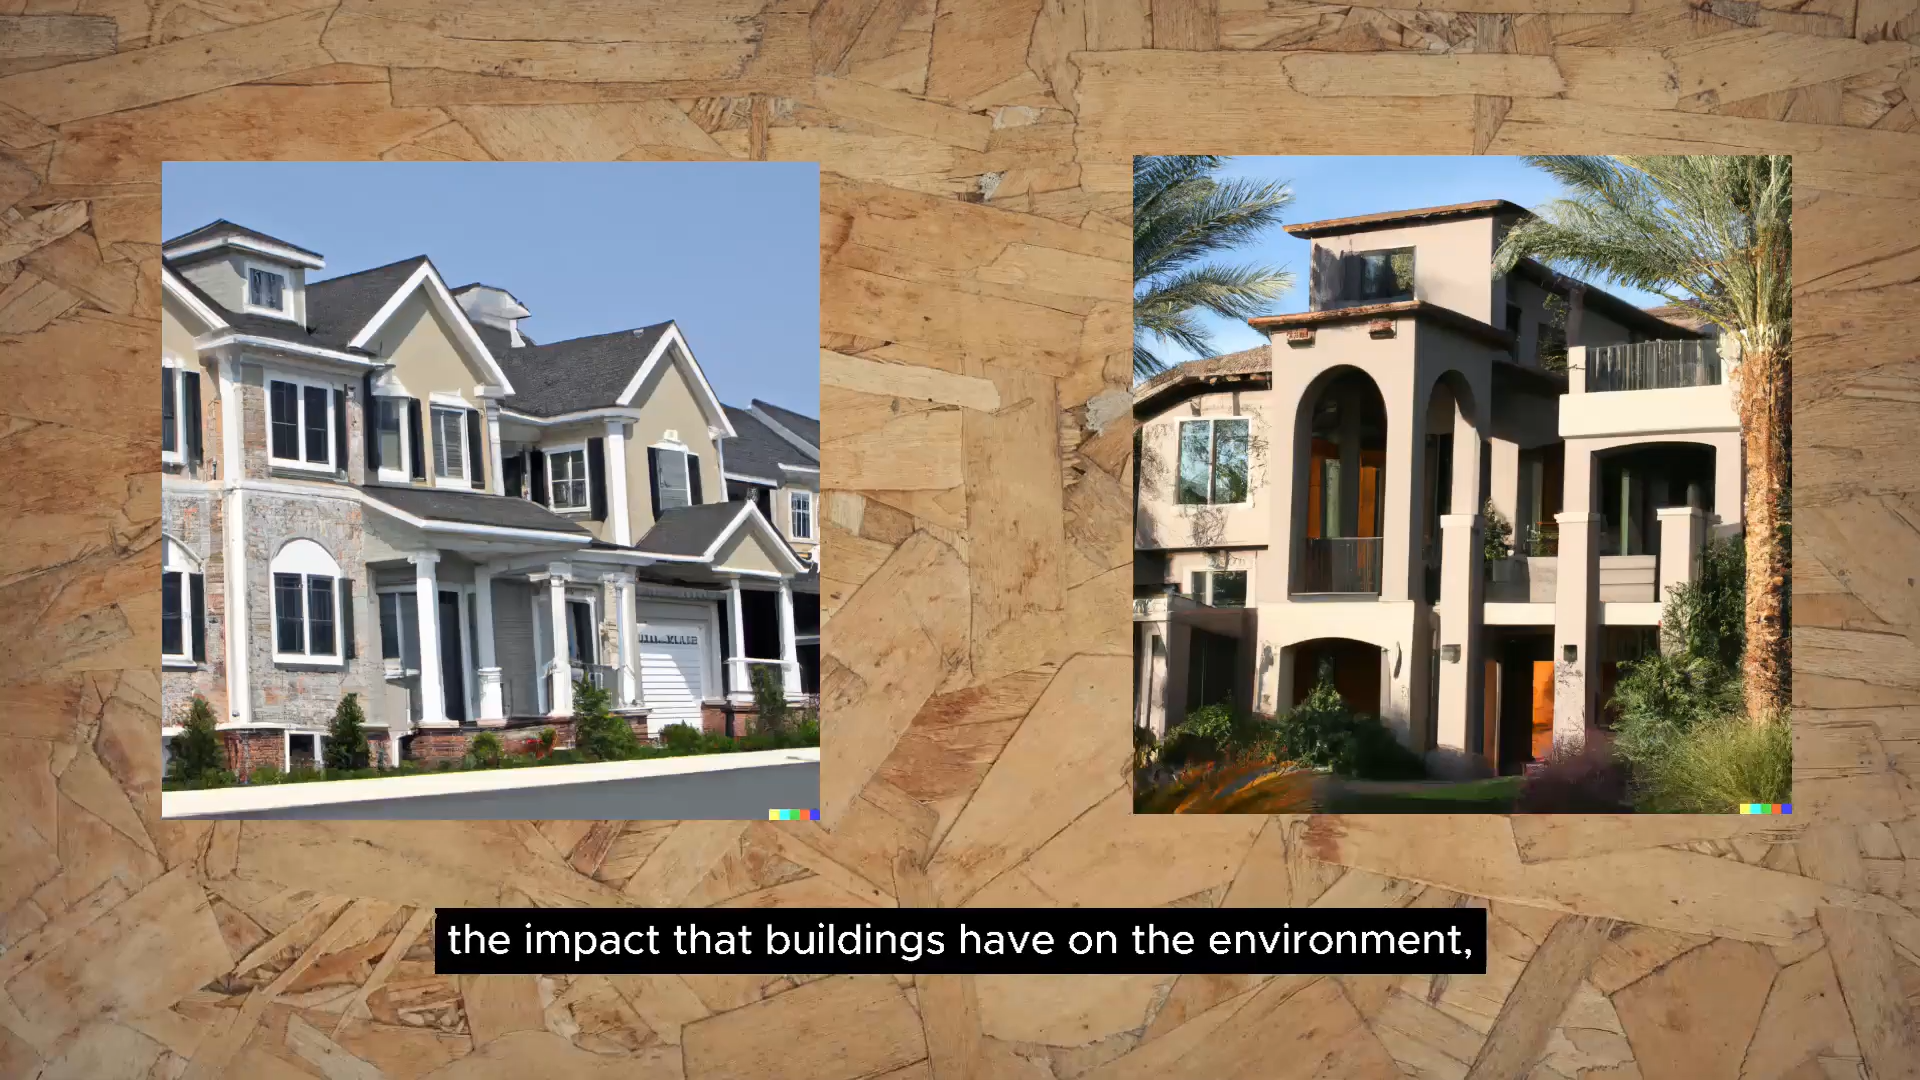 the impact that buildings have on the environment,